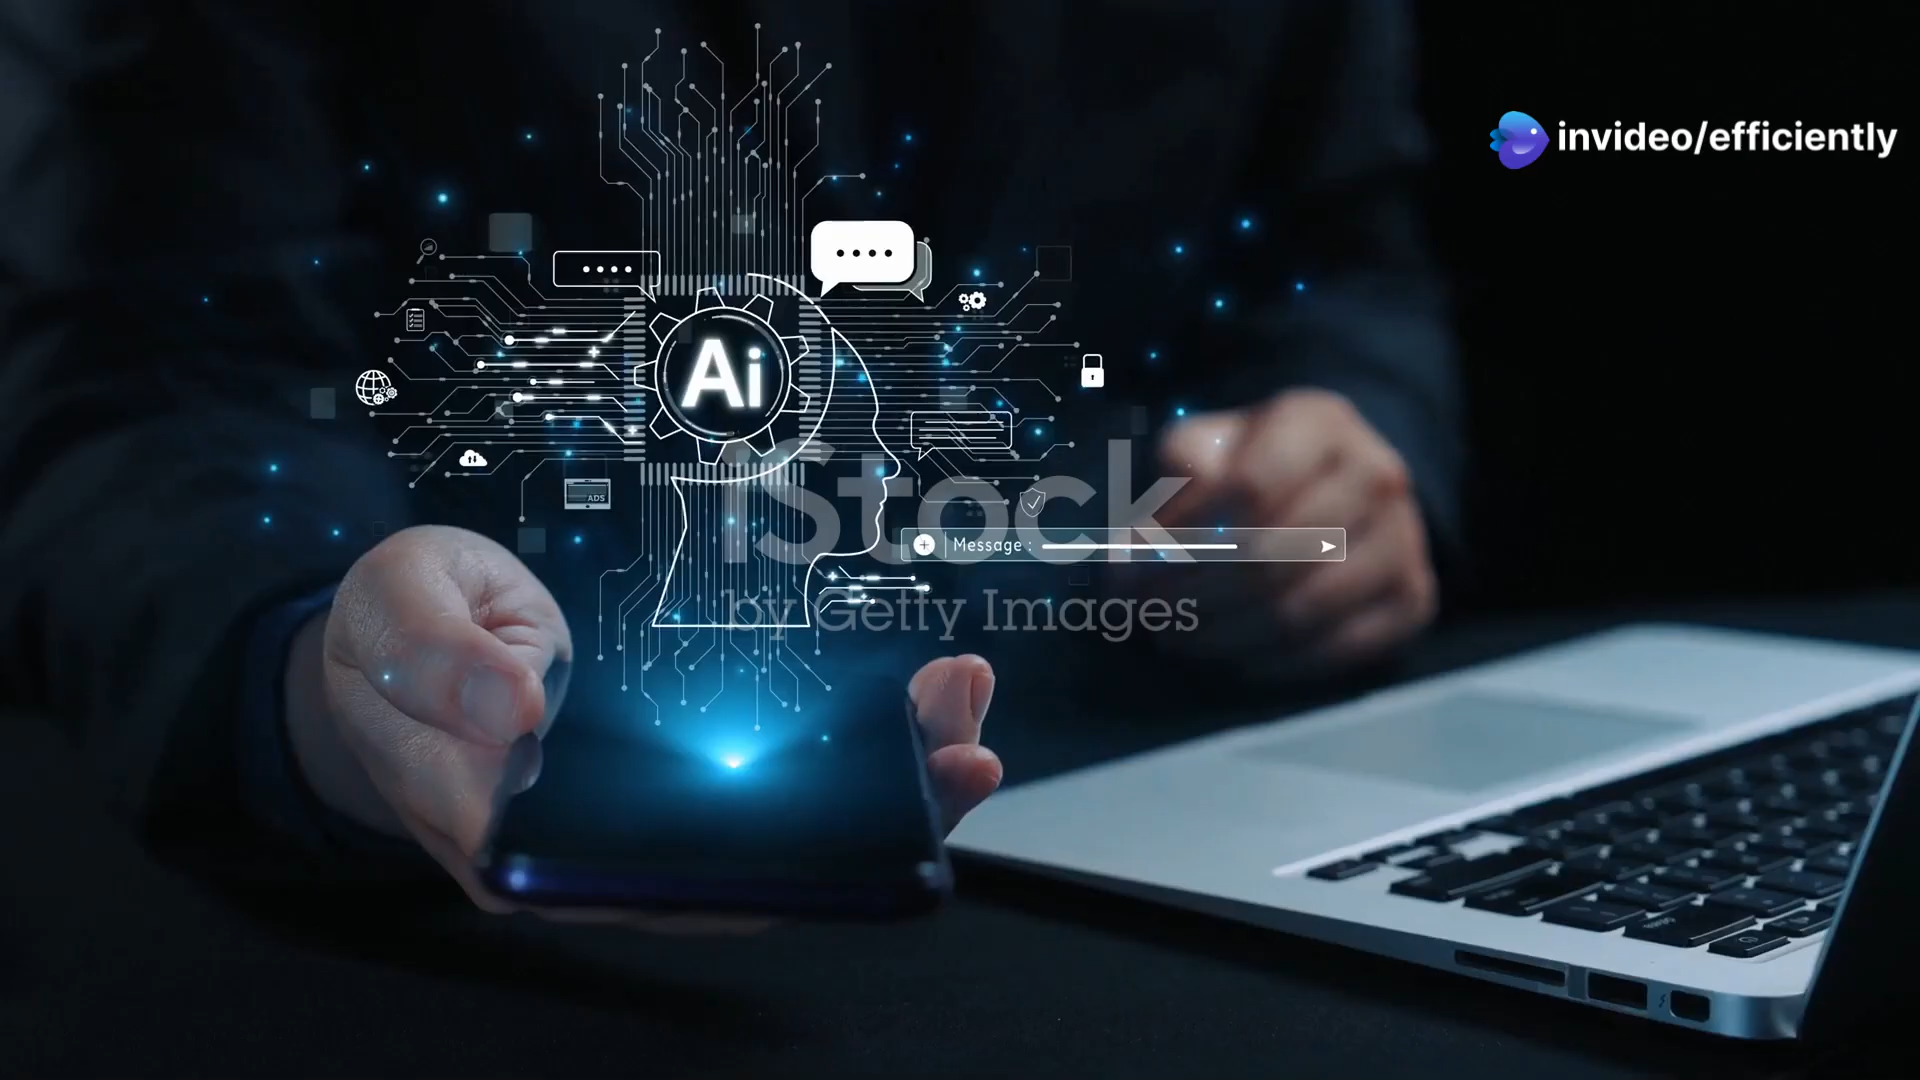 invideo/efficiently
Ai
ADS
iStock
Message :
by Getty Images